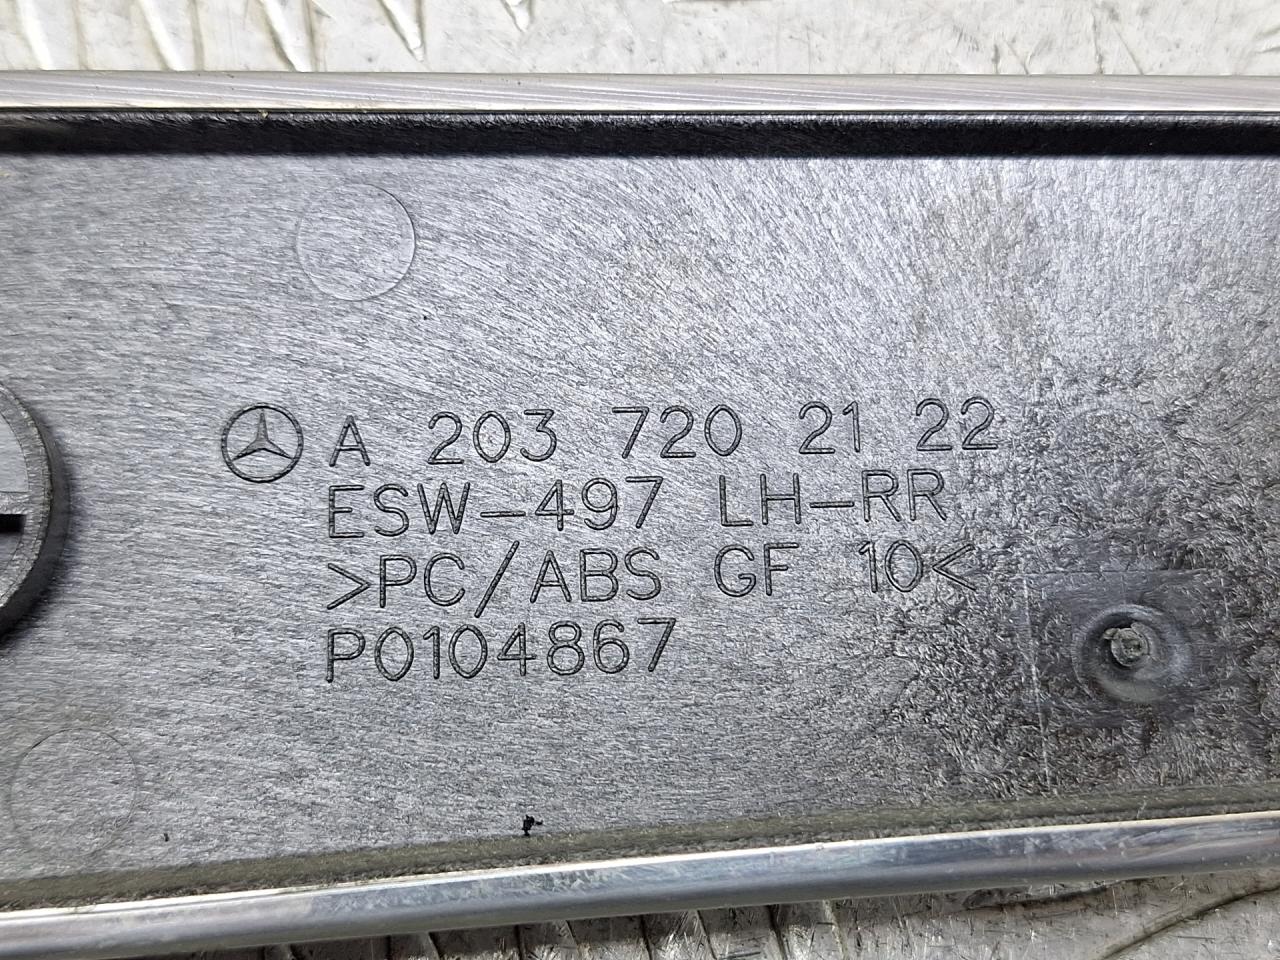 A 203 720 21 22
ESW-497 LH-RR
>PC/ABS GF 10<
P0104867